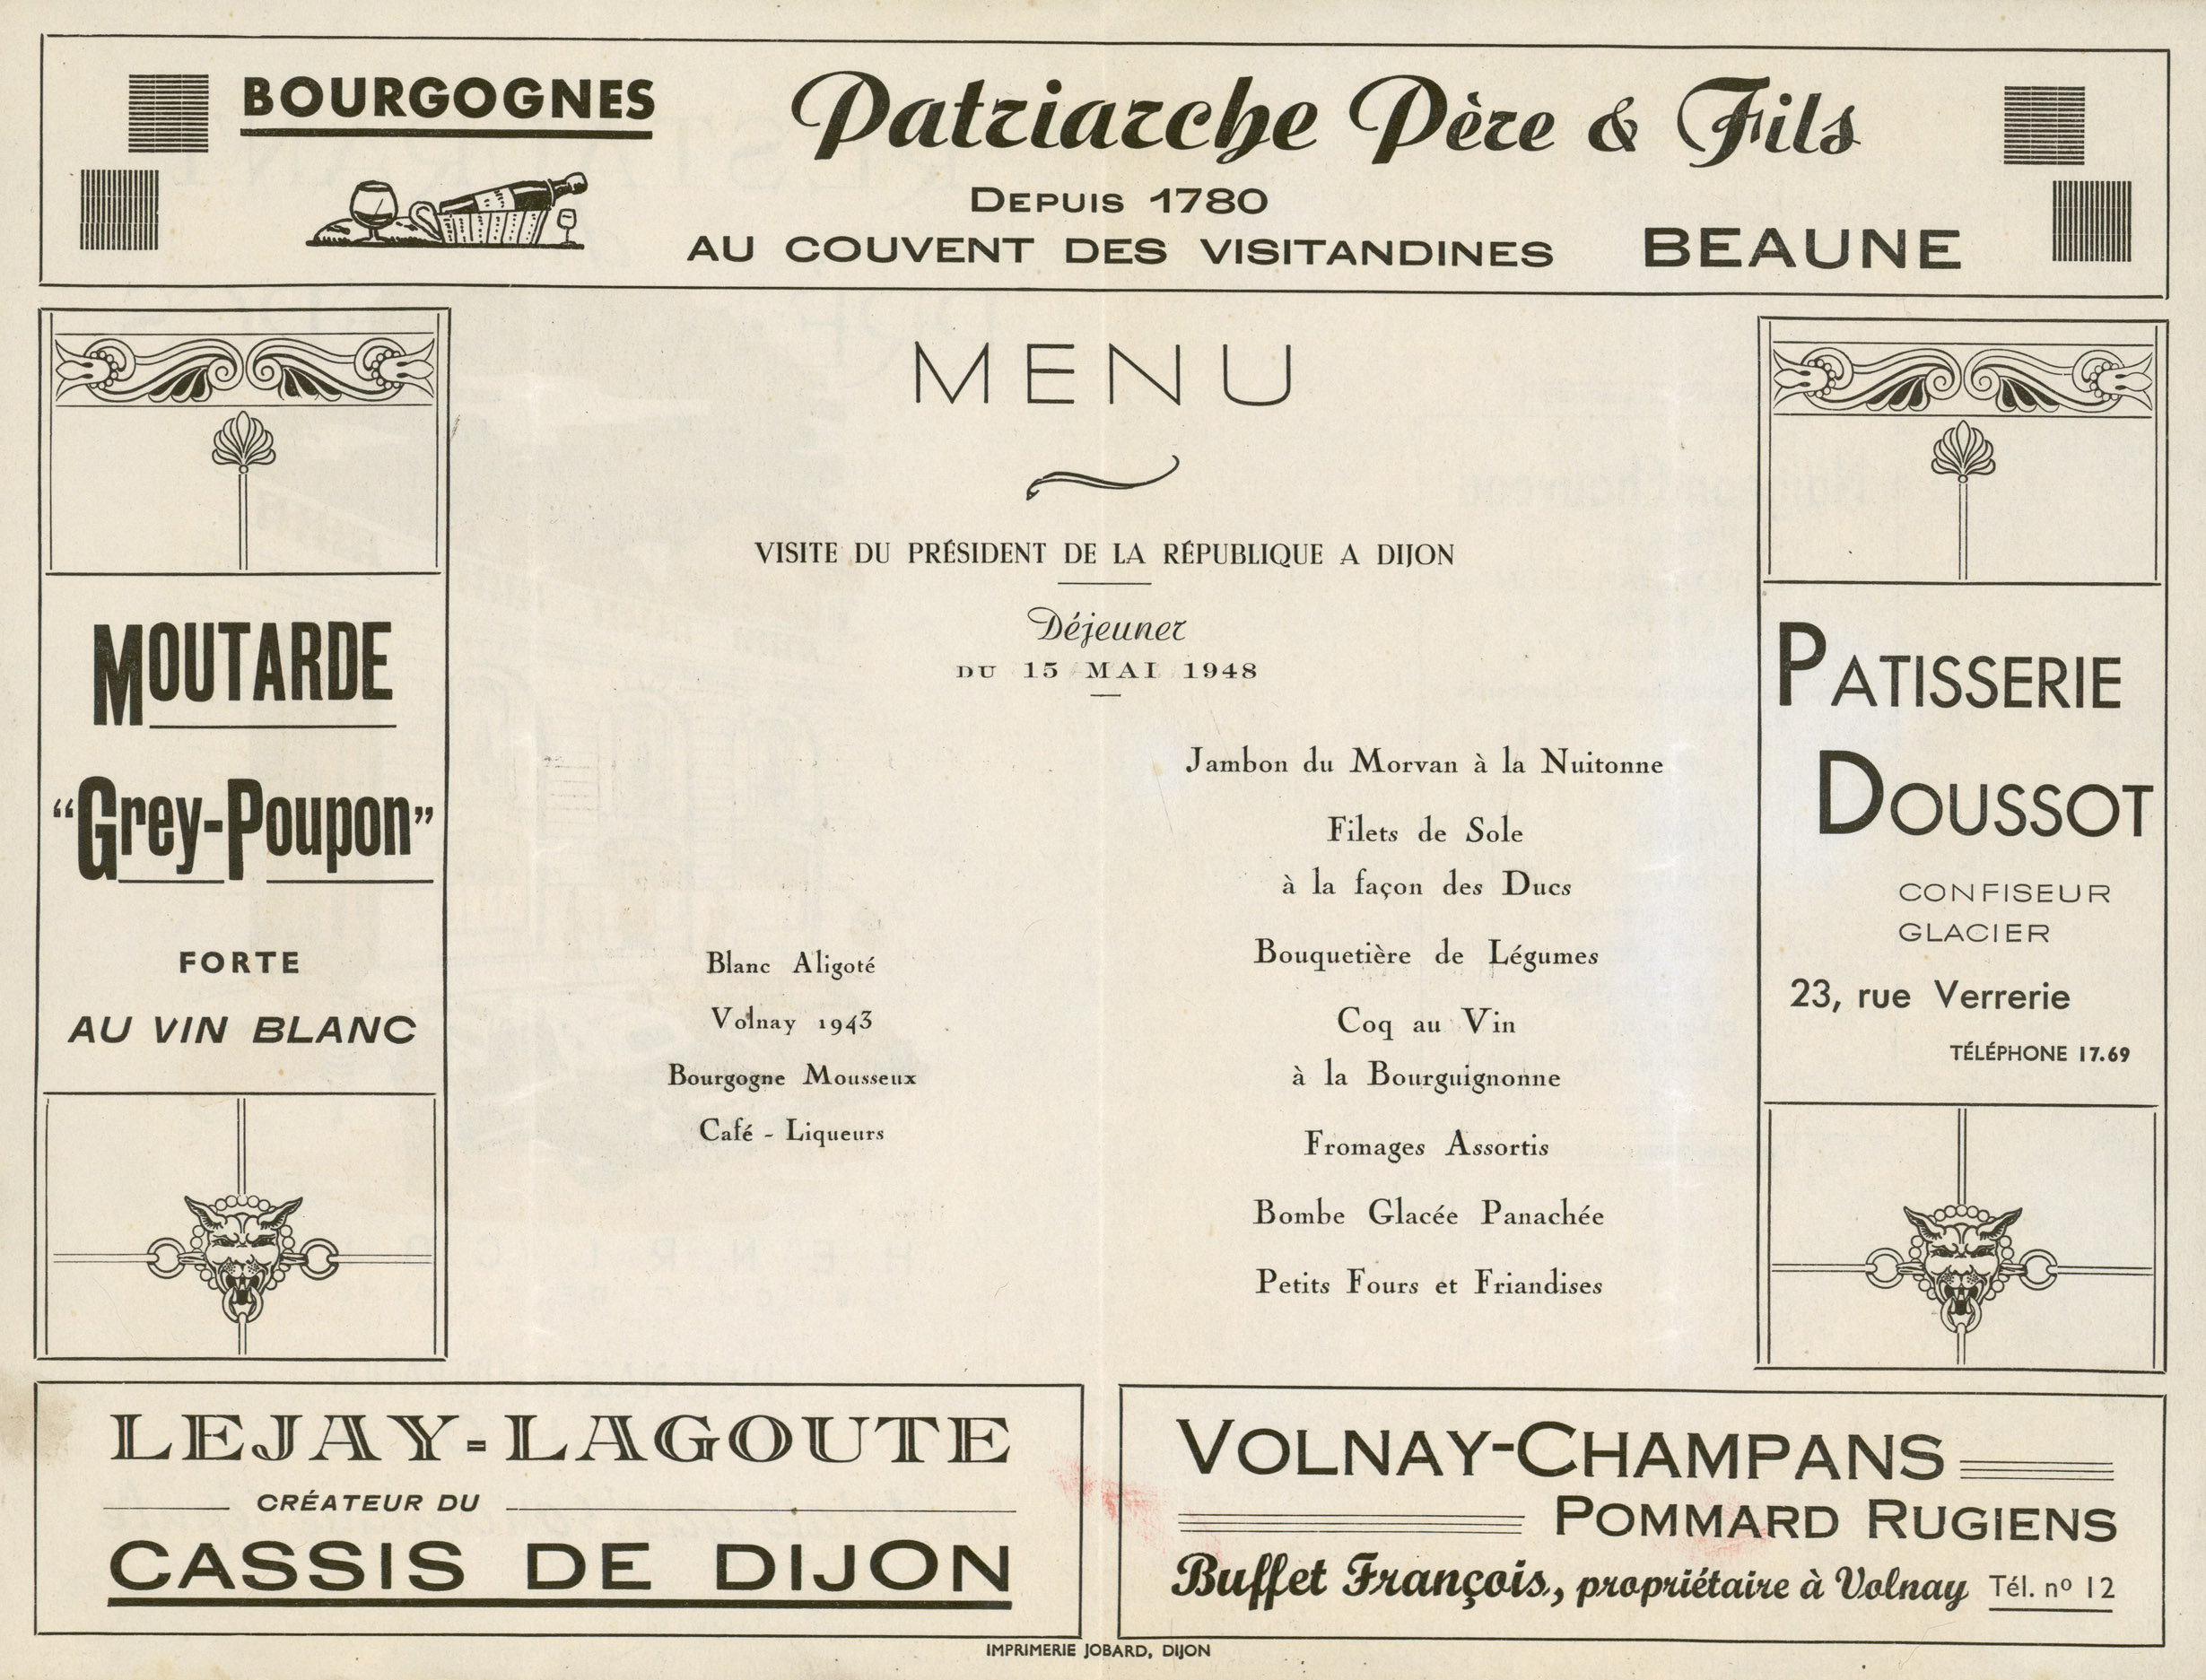 BOURGOGNES
Patriarche Père & Fils
DEPUIS 1780
AU COUVENT DES VISITANDINES BEAUNE
MENU
VISITE DU PRÉSIDENT DE LA RÉPUBLIQUE A DIJON
Déjeuner
DU 15 MAI 1948
MOUTARDE
"Grey-Poupon"
FORTE
AU VIN BLANC
Blanc Aligoté
Volnay 1943
Bourgogne Mousseux
Café - Liqueurs
Jambon du Morvan à la Nuitonne
Filets de Sole
à la façon des Ducs
Bouquetière de Légumes
Coq au Vin
à la Bourguignonne
Fromages Assortis
Bombe Glacée Panachée
Petits Fours et Friandises
PATISSERIE
DOUSSOT
CONFISEUR
GLACIER
23, rue Verrerie
TÉLÉPHONE 17.69
LEJAY-LAGOUTE
CRÉATEUR DU
CASSIS DE DIJON
VOLNAY-CHAMPANS
POMMARD RUGIENS
Buffet François, propriétaire à Volnay Tél. nº 12
IMPRIMERIE JOBARD, DIJON